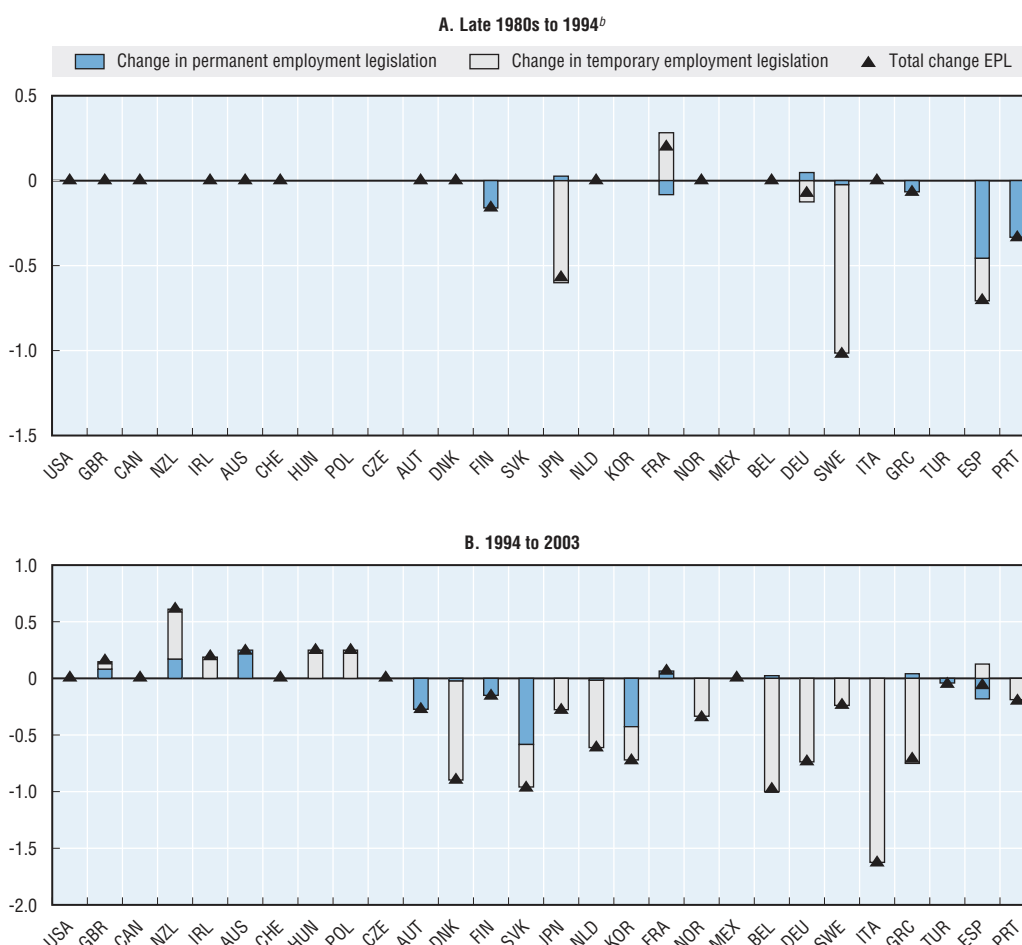 A. Late 1980s to 1994b
Change in permanent employment legislation Change in temporary employment legislation Total change EPL
0.5
0
-0.5
-1.0
-1.5
USA GBR CAN NZL IRL AUS CHE HUN POL CZE AUT DNK FIN SVK JPN NLD KOR FRA NOR MEX BEL DEU SWE ITA GRC TUR ESP PRT
B. 1994 to 2003
1.0
0.5
0
-0.5
-1.0
-1.5
-2.0
USA GBR CAN NZL IRL AUS CHE HUN POL CZE AUT DNK FIN SVK JPN NLD KOR FRA NOR MEX BEL DEU SWE ITA GRC TUR ESP PRT